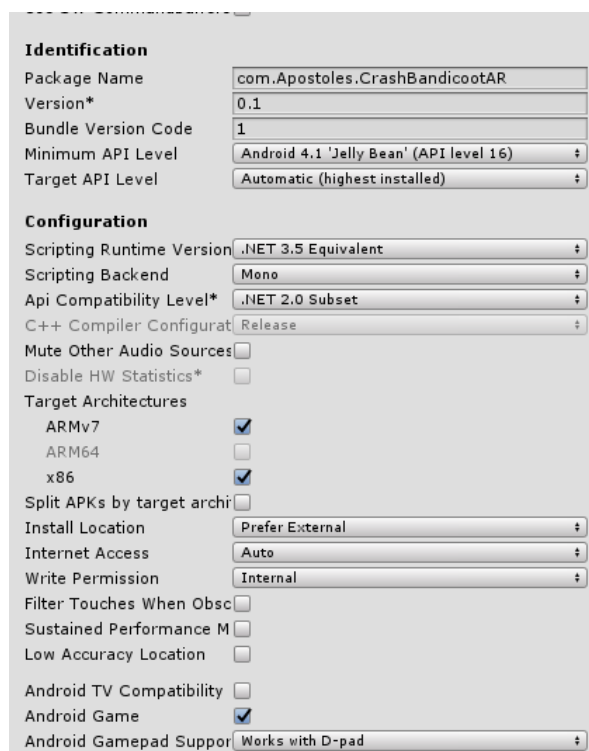 Identification
Package Name com.Apostoles.CrashBandicootAR
Version* 0.1
Bundle Version Code 1
Minimum API Level Android 4.1 'Jelly Bean' (API level 16)
Target API Level Automatic (highest installed)
Configuration
Scripting Runtime Version .NET 3.5 Equivalent
Scripting Backend Mono
Api Compatibility Level* .NET 2.0 Subset
C++ Compiler Configurat Release
Mute Other Audio Sources
Disable HW Statistics*
Target Architectures
ARMv7
ARM64
x86
Split APKs by target archi
Install Location Prefer External
Internet Access Auto
Write Permission Internal
Filter Touches When Obsc
Sustained Performance M
Low Accuracy Location
Android TV Compatibility
Android Game
Android Gamepad Suppor Works with D-pad